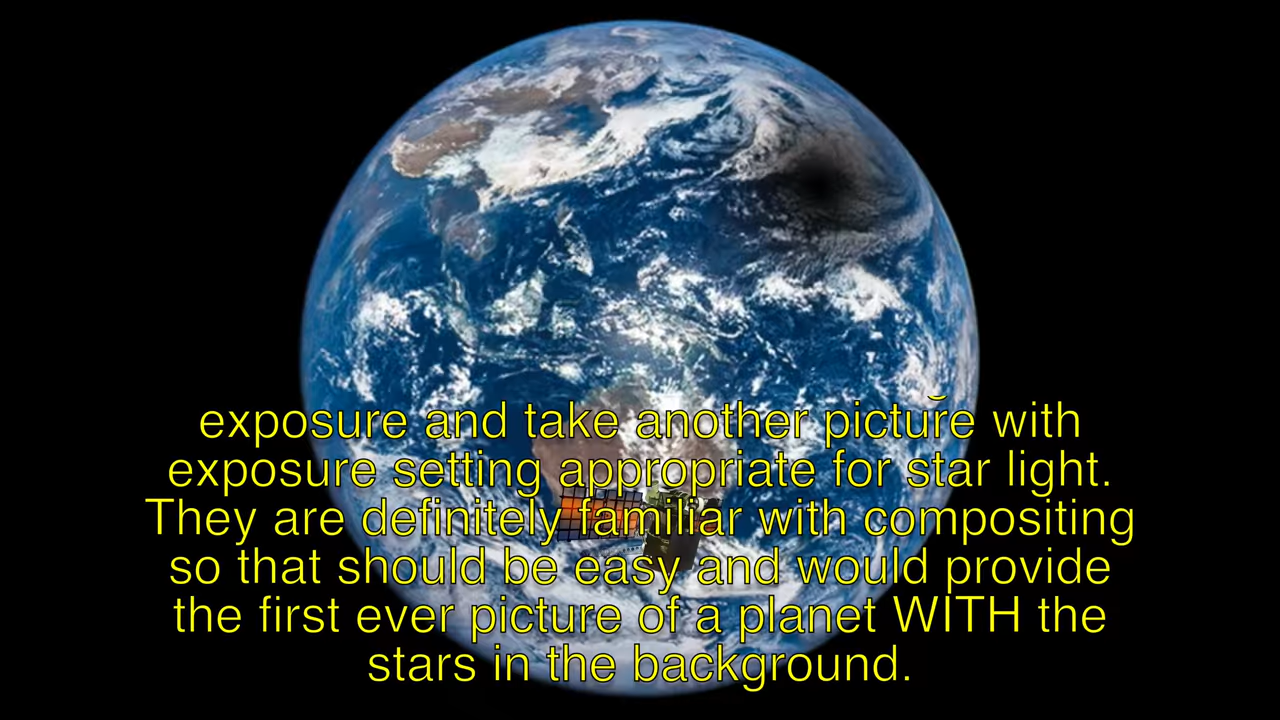 exposure and take another picture with
exposure setting appropriate for star light.
They are definitely familiar with compositing
so that should be easy and would provide
the first ever picture of a planet WITH the
stars in the background.